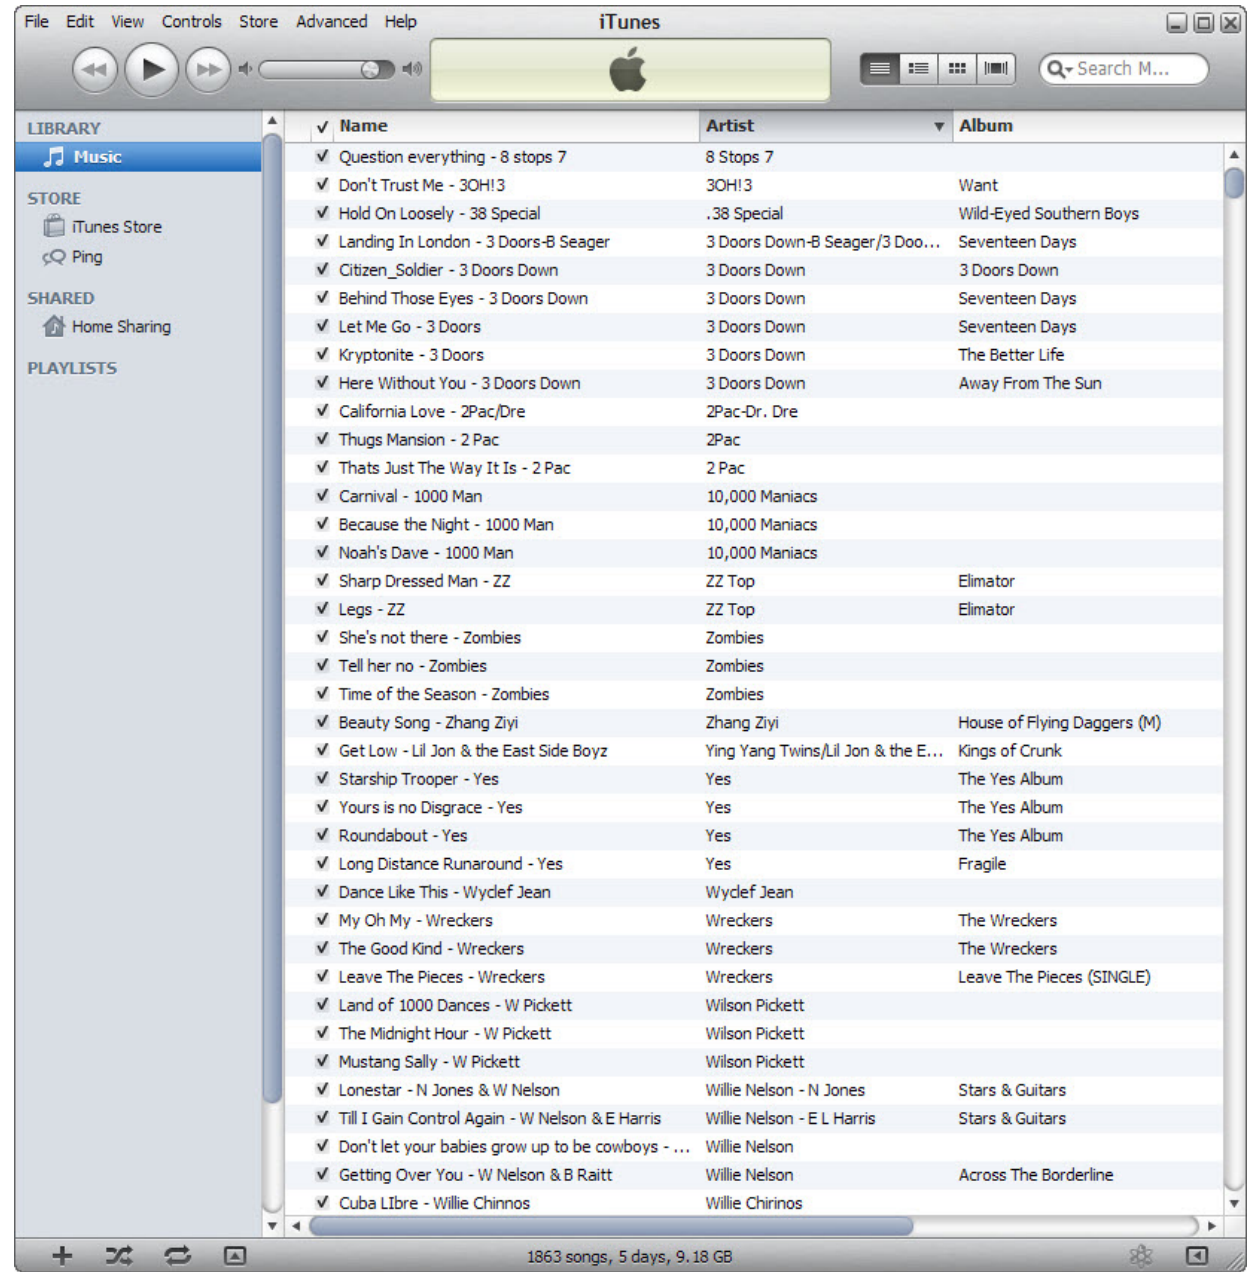 File Edit View Controls Store Advanced Help iTunes
Search M...
LIBRARY
Music
STORE
iTunes Store
Ping
SHARED
Home Sharing
PLAYLISTS
Name Artist Album
Question everything - 8 stops 7 8 Stops 7
Don't Trust Me - 3OH!3 3OH!3 Want
Hold On Loosely - 38 Special .38 Special Wild-Eyed Southern Boys
Landing In London - 3 Doors-B Seager 3 Doors Down-B Seager/3 Doo... Seventeen Days
Citizen_Soldier - 3 Doors Down 3 Doors Down 3 Doors Down
Behind Those Eyes - 3 Doors Down 3 Doors Down Seventeen Days
Let Me Go - 3 Doors 3 Doors Down Seventeen Days
Kryptonite - 3 Doors 3 Doors Down The Better Life
Here Without You - 3 Doors Down 3 Doors Down Away From The Sun
California Love - 2Pac/Dre 2Pac-Dr. Dre
Thugs Mansion - 2 Pac 2Pac
Thats Just The Way It Is - 2 Pac 2 Pac
Carnival - 1000 Man 10,000 Maniacs
Because the Night - 1000 Man 10,000 Maniacs
Noah's Dave - 1000 Man 10,000 Maniacs
Sharp Dressed Man - ZZ ZZ Top Elimator
Legs - ZZ ZZ Top Elimator
She's not there - Zombies Zombies
Tell her no - Zombies Zombies
Time of the Season - Zombies Zombies
Beauty Song - Zhang Ziyi Zhang Ziyi House of Flying Daggers (M)
Get Low - Lil Jon & the East Side Boyz Ying Yang Twins/Lil Jon & the E... Kings of Crunk
Starship Trooper - Yes Yes The Yes Album
Yours is no Disgrace - Yes Yes The Yes Album
Roundabout - Yes Yes The Yes Album
Long Distance Runaround - Yes Yes Fragile
Dance Like This - Wyclef Jean Wyclef Jean
My Oh My - Wreckers Wreckers The Wreckers
The Good Kind - Wreckers Wreckers The Wreckers
Leave The Pieces - Wreckers Wreckers Leave The Pieces (SINGLE)
Land of 1000 Dances - W Pickett Wilson Pickett
The Midnight Hour - W Pickett Wilson Pickett
Mustang Sally - W Pickett Wilson Pickett
Lonestar - N Jones & W Nelson Willie Nelson - N Jones Stars & Guitars
Till I Gain Control Again - W Nelson & E Harris Willie Nelson - E L Harris Stars & Guitars
Don't let your babies grow up to be cowboys - ... Willie Nelson
Getting Over You - W Nelson & B Raitt Willie Nelson Across The Borderline
Cuba LIbre - Willie Chinnos Willie Chirinos
1863 songs, 5 days, 9.18 GB